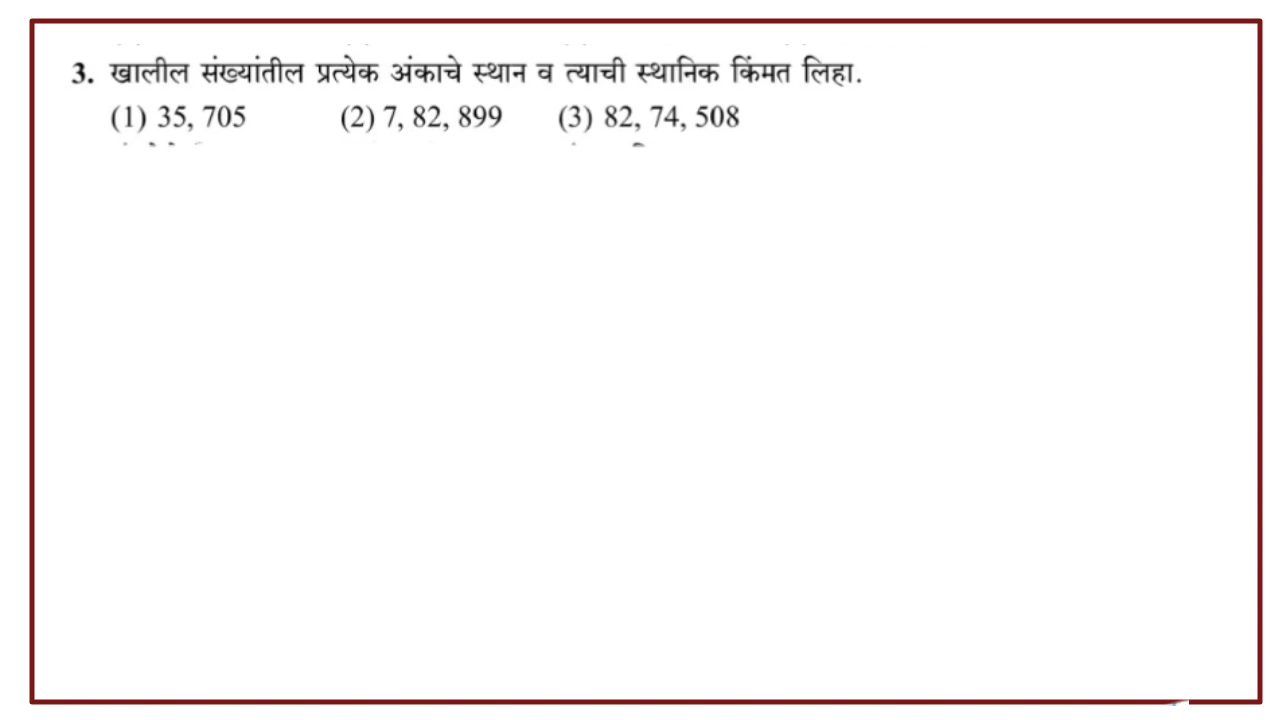 3. खालील संख्यांतील प्रत्येक अंकाचे स्थान व त्याची स्थानिक किंमत लिहा.
(1) 35, 705 (2) 7, 82, 899 (3) 82, 74, 508